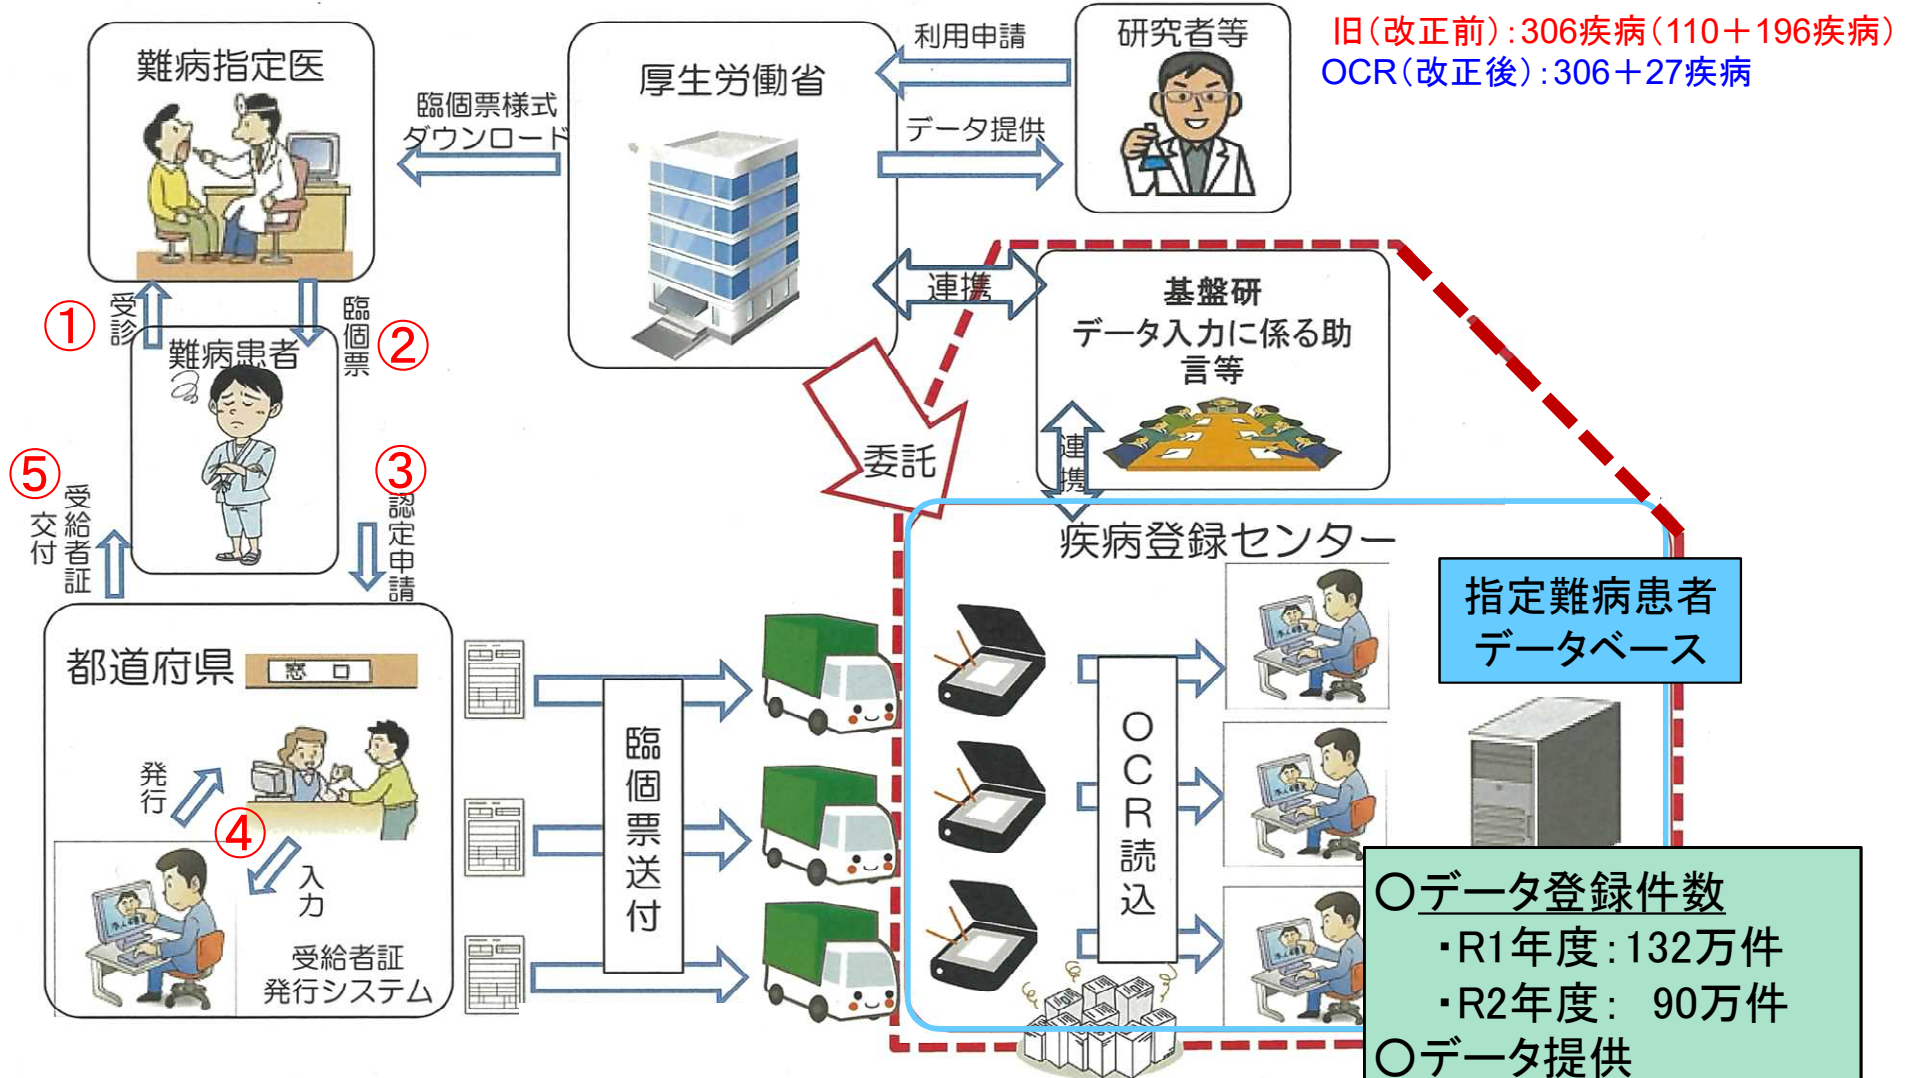 旧（改正前）：306疾病（110＋196疾病）
OCR（改正後）：306＋27疾病
難病指定医
臨個票様式
ダウンロード
厚生労働省
利用申請
データ提供
研究者等
①
受診
②
臨個票
難病患者
連携
基盤研
データ入力に係る助
言等
連携
委託
③
認定申請
⑤
受給者証
交付
都道府県
窓口
発行
④
入力
受給者証
発行システム
臨個票送付
疾病登録センター
OCR読込
指定難病患者
データベース
○データ登録件数
・R1年度：132万件
・R2年度： 90万件
○データ提供